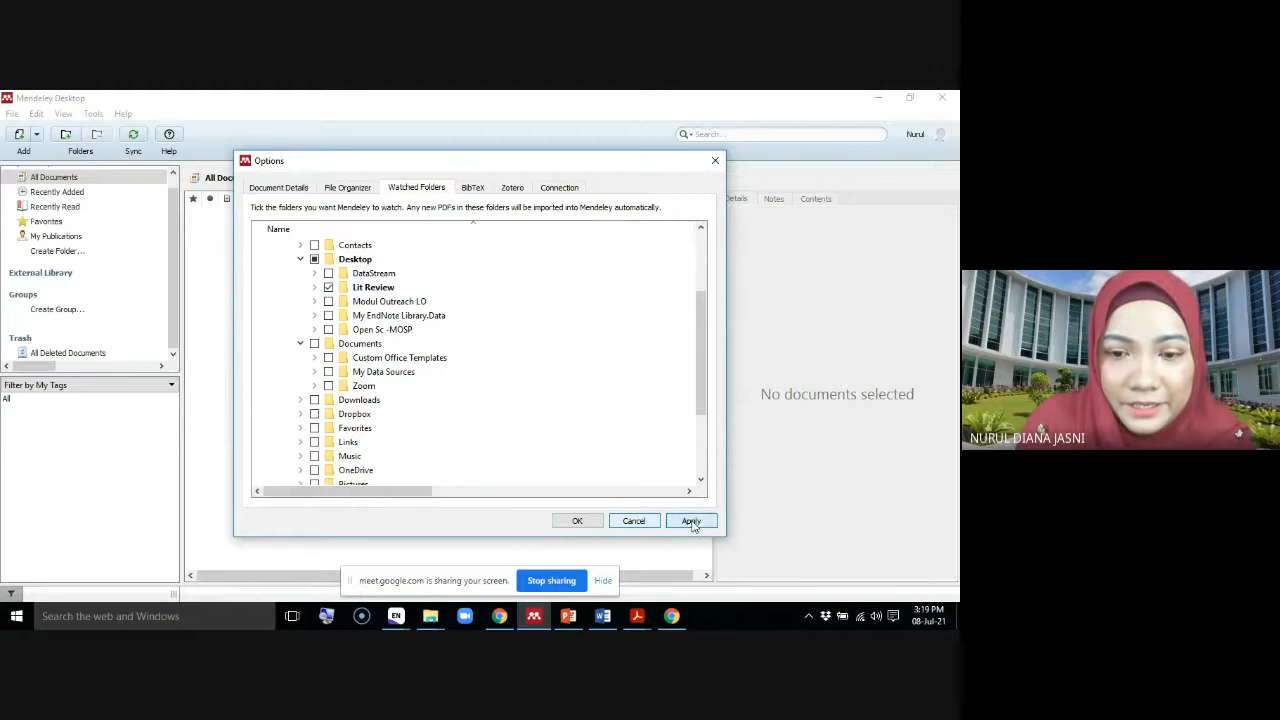 Mendeley Desktop
File Edit View Tools Help
Search...
Nurul
Add Folders Sync Help
All Documents
Recently Added
Recently Read
Favorites
My Publications
Create Folder...
External Library
Groups
Create Group...
Trash
All Deleted Documents
Filter by My Tags
All
All Doc
Options
Document Details File Organizer Watched Folders BibTeX Zotero Connection
Tick the folders you want Mendeley to watch. Any new PDFs in these folders will be imported into Mendeley automatically.
Name
Contacts
Desktop
DataStream
Lit Review
Modul Outreach LO
My EndNote Library.Data
Open Sc -MOSP
Documents
Custom Office Templates
My Data Sources
Zoom
Downloads
Dropbox
Favorites
Links
Music
OneDrive
Pictures
OK Cancel Apply
Details Notes Contents
No documents selected
meet.google.com is sharing your screen. Stop sharing Hide
Search the web and Windows
EN
3:19 PM
08-Jul-21
NURUL DIANA JASNI